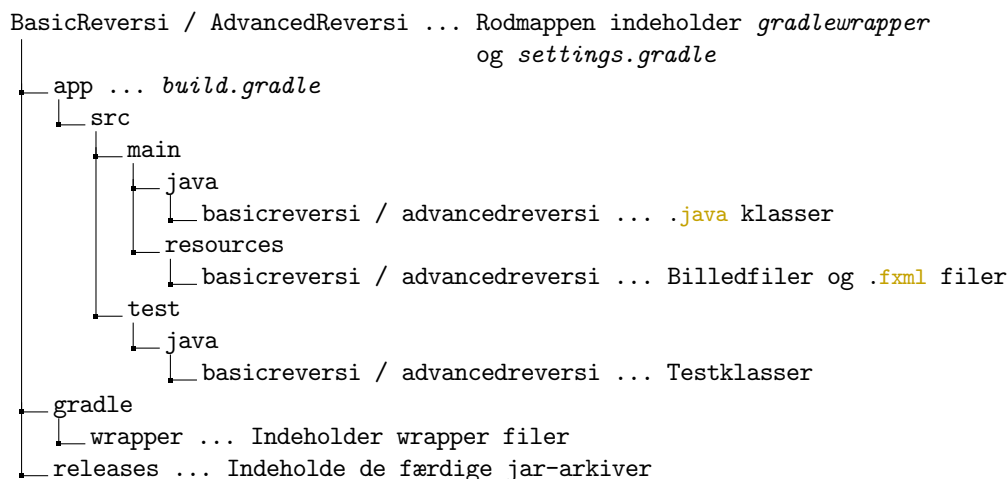 BasicReversi / AdvancedReversi ... Rodmappen indeholder gradlewrapper
og settings.gradle
app ... build.gradle
src
main
java
basicreversi / advancedreversi ... .java klasser
resources
basicreversi / advancedreversi ... Billedfiler og .fxml filer
test
java
basicreversi / advancedreversi ... Testklasser
gradle
wrapper ... Indeholder wrapper filer
releases ... Indeholde de færdige jar-arkiver